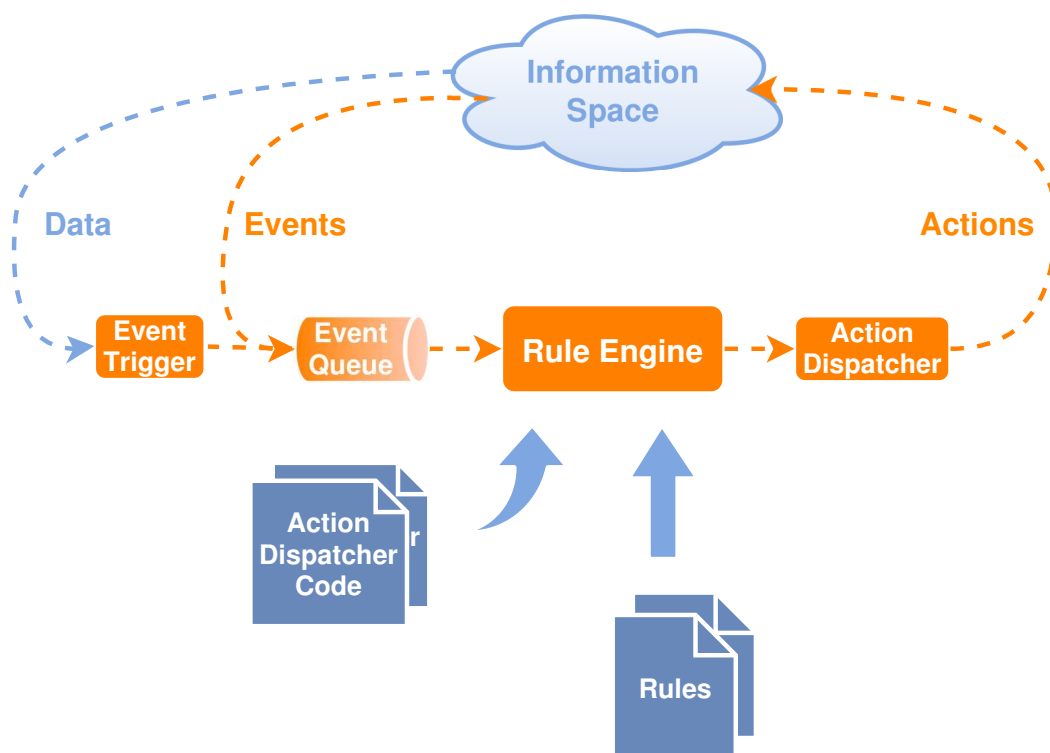 Information
Space
Data
Events
Actions
Event
Trigger
Event
Queue
Rule Engine
Action
Dispatcher
Action
Dispatcher
r
Code
Rules